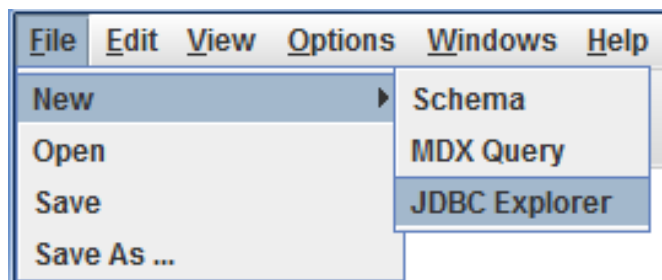 File Edit View Options Windows Help
New Schema
Open MDX Query
Save JDBC Explorer
Save As ...